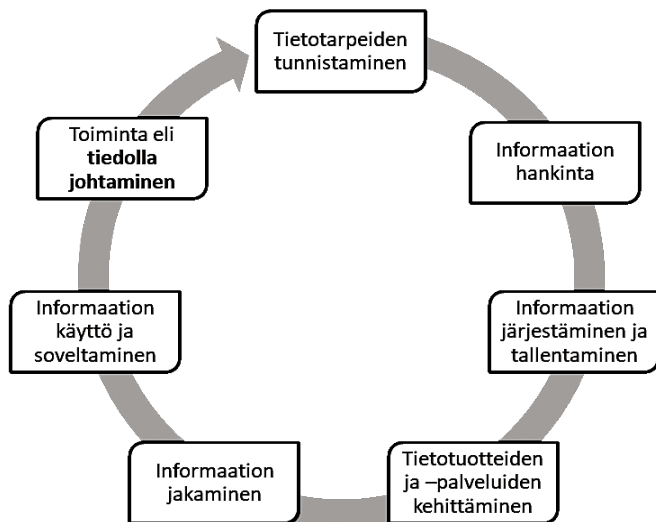 Tietotarpeiden
tunnistaminen
Informaation
hankinta
Informaation
järjestäminen ja
tallentaminen
Tietotuotteiden
ja –palveluiden
kehittäminen
Informaation
jakaminen
Informaation
käyttö ja
soveltaminen
Toiminta eli
tiedolla
johtaminen